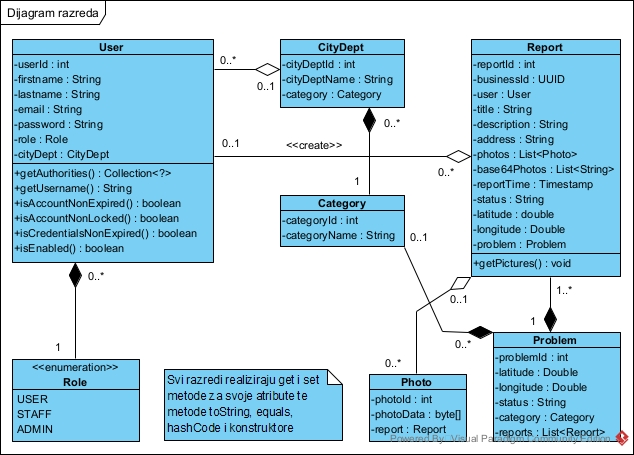 Dijagram razreda
User
-userId : int
-firstname : String
-lastname : String
-email : String
-password : String
-role : Role
-cityDept : CityDept
+getAuthorities() : Collection<?>
+getUsername() : String
+isAccountNonExpired() : boolean
+isAccountNonLocked() : boolean
+isCredentialsNonExpired() : boolean
+isEnabled() : boolean
0..*
0..1
CityDept
-cityDeptId : int
-cityDeptName : String
-category : Category
0..*
1
0..1
<<create>>
0..*
Report
-reportId : int
-businessId : UUID
-user : User
-title : String
-description : String
-address : String
-photos : List<Photo>
-base64Photos : List<String>
-reportTime : Timestamp
-status : String
-latitude : double
-longitude : Double
-problem : Problem
+getPictures() : void
Category
-categoryId : int
-categoryName : String
0..1
0..*
0..*
1
0..1
0..*
1..*
1
<<enumeration>>
Role
USER
STAFF
ADMIN
Svi razredi realiziraju get i set
metode za svoje atribute te
metode toString, equals,
hashCode i konstruktore
Photo
-photoId : int
-photoData : byte[]
-report : Report
Problem
-problemId : int
-latitude : Double
-longitude : Double
-status : String
-category : Category
-reports : List<Report>
Powered By Visual Paradigm Community Edition